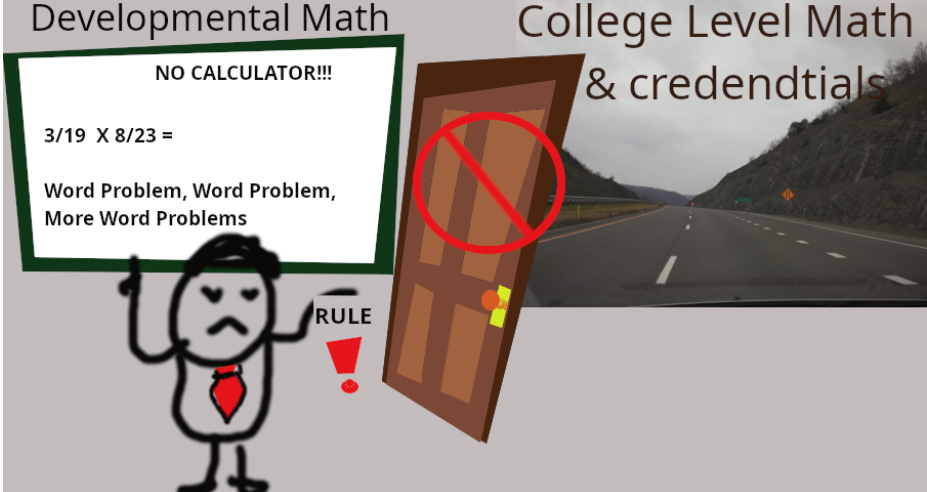 Developmental Math
College Level Math
& credendtials
NO CALCULATOR!!!
3/19 X 8/23 =
Word Problem, Word Problem,
More Word Problems
RULE